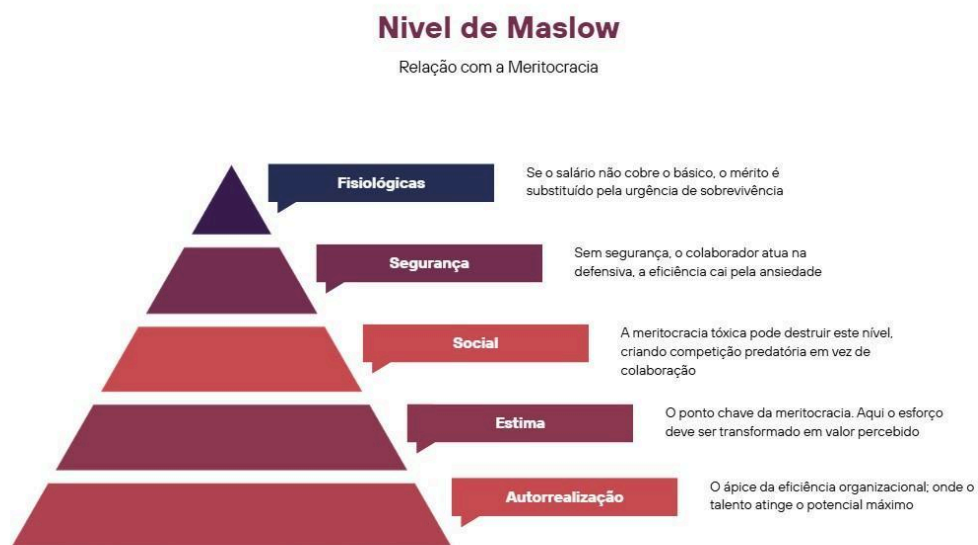 Nivel de Maslow
Relação com a Meritocracia
Fisiológicas
Se o salário não cobre o básico, o mérito é
substituído pela urgência de sobrevivência
Segurança
Sem segurança, o colaborador atua na
defensiva, a eficiência cai pela ansiedade
Social
A meritocracia tóxica pode destruir este nível,
criando competição predatória em vez de
colaboração
Estima
O ponto chave da meritocracia. Aqui o esforço
deve ser transformado em valor percebido
Autorrealização
O ápice da eficiência organizacional; onde o
talento atinge o potencial máximo